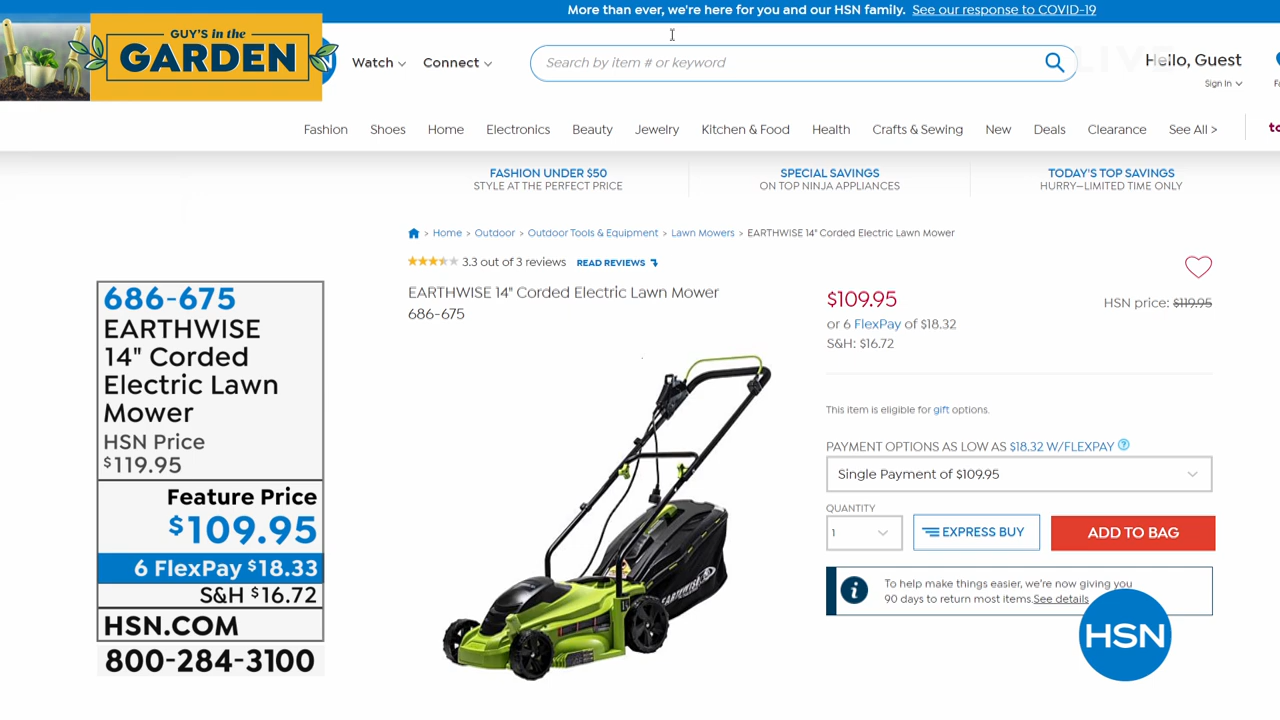 More than ever, we're here for you and our HSN family. See our response to COVID-19
GUY'S in the
GARDEN
Watch
Connect
Search by item # or keyword
LIVE
Hello, Guest
Sign In
Fashion Shoes Home Electronics Beauty Jewelry Kitchen & Food Health Crafts & Sewing New Deals Clearance See All >
FASHION UNDER $50
STYLE AT THE PERFECT PRICE
SPECIAL SAVINGS
ON TOP NINJA APPLIANCES
TODAY'S TOP SAVINGS
HURRY—LIMITED TIME ONLY
> Home > Outdoor > Outdoor Tools & Equipment > Lawn Mowers > EARTHWISE 14" Corded Electric Lawn Mower
3.3 out of 3 reviews READ REVIEWS
EARTHWISE 14" Corded Electric Lawn Mower
686-675
$109.95
HSN price: $119.95
or 6 FlexPay of $18.32
S&H: $16.72
This item is eligible for gift options.
PAYMENT OPTIONS AS LOW AS $18.32 W/FLEXPAY ?
Single Payment of $109.95
QUANTITY
1
EXPRESS BUY
ADD TO BAG
i
To help make things easier, we're now giving you
90 days to return most items.See details
HSN
EARTHWISE
686-675
EARTHWISE
14" Corded
Electric Lawn
Mower
HSN Price
$119.95
Feature Price
$109.95
6 FlexPay $18.33
S&H $16.72
HSN.COM
800-284-3100